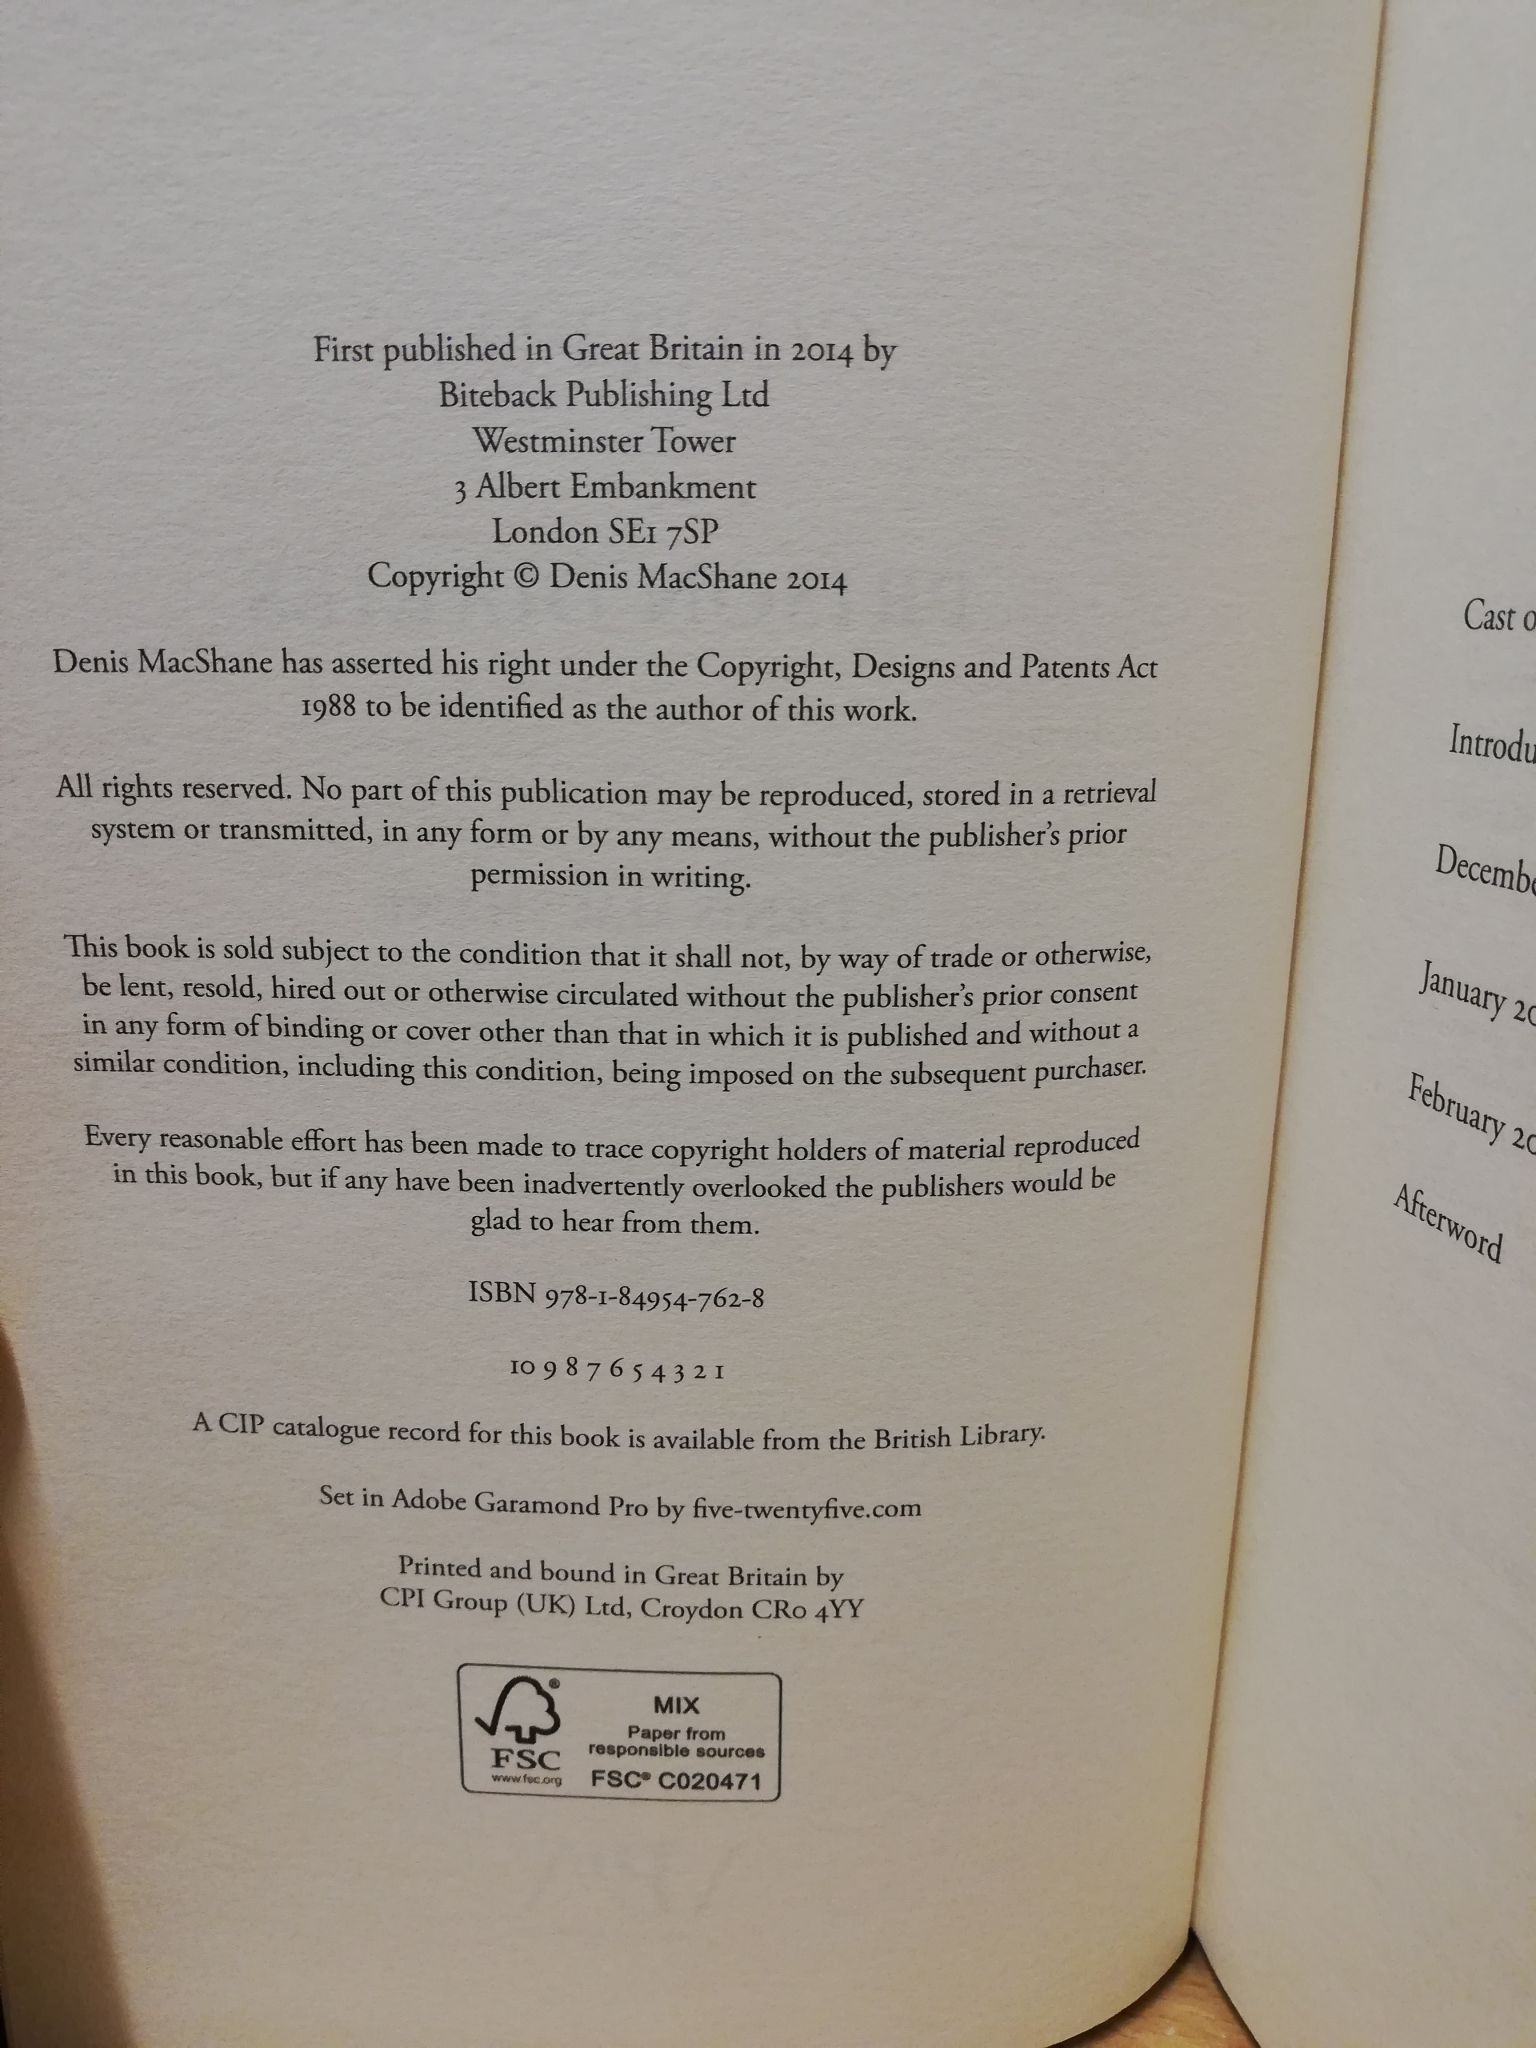 First published in Great Britain in 2014 by
Biteback Publishing Ltd
Westminster Tower
3 Albert Embankment
London SE1 7SP
Copyright © Denis MacShane 2014
Denis MacShane has asserted his right under the Copyright, Designs and Patents Act
1988 to be identified as the author of this work.
All rights reserved. No part of this publication may be reproduced, stored in a retrieval
system or transmitted, in any form or by any means, without the publisher's prior
permission in writing.
This book is sold subject to the condition that it shall not, by way of trade or otherwise,
be lent, resold, hired out or otherwise circulated without the publisher's prior consent
in any form of binding or cover other than that in which it is published and without a
similar condition, including this condition, being imposed on the subsequent purchaser.
Every reasonable effort has been made to trace copyright holders of material reproduced
in this book, but if any have been inadvertently overlooked the publishers would be
glad to hear from them.
ISBN 978-1-84954-762-8
10 9 8 7 6 5 4 3 2 1
A CIP catalogue record for this book is available from the British Library.
Set in Adobe Garamond Pro by five-twentyfive.com
Printed and bound in Great Britain by
CPI Group (UK) Ltd, Croydon CR0 4YY
®
FSC
www.fsc.org
MIX
Paper from
responsible sources
FSC® C020471
Cast
January
February
Afterword